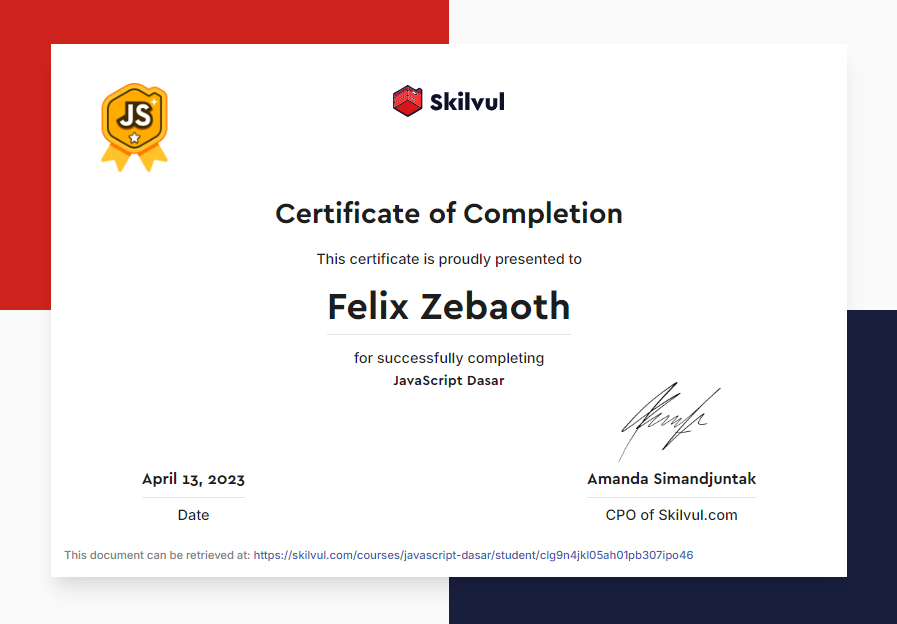 JS
Skilvul
Certificate of Completion
This certificate is proudly presented to
Felix Zebaoth
for successfully completing
JavaScript Dasar
April 13, 2023
Amanda Simandjuntak
Date
CPO of Skilvul.com
This document can be retrieved at: https://skilvul.com/courses/javascript-dasar/student/clg9n4jkl05ah01pb307ipo46